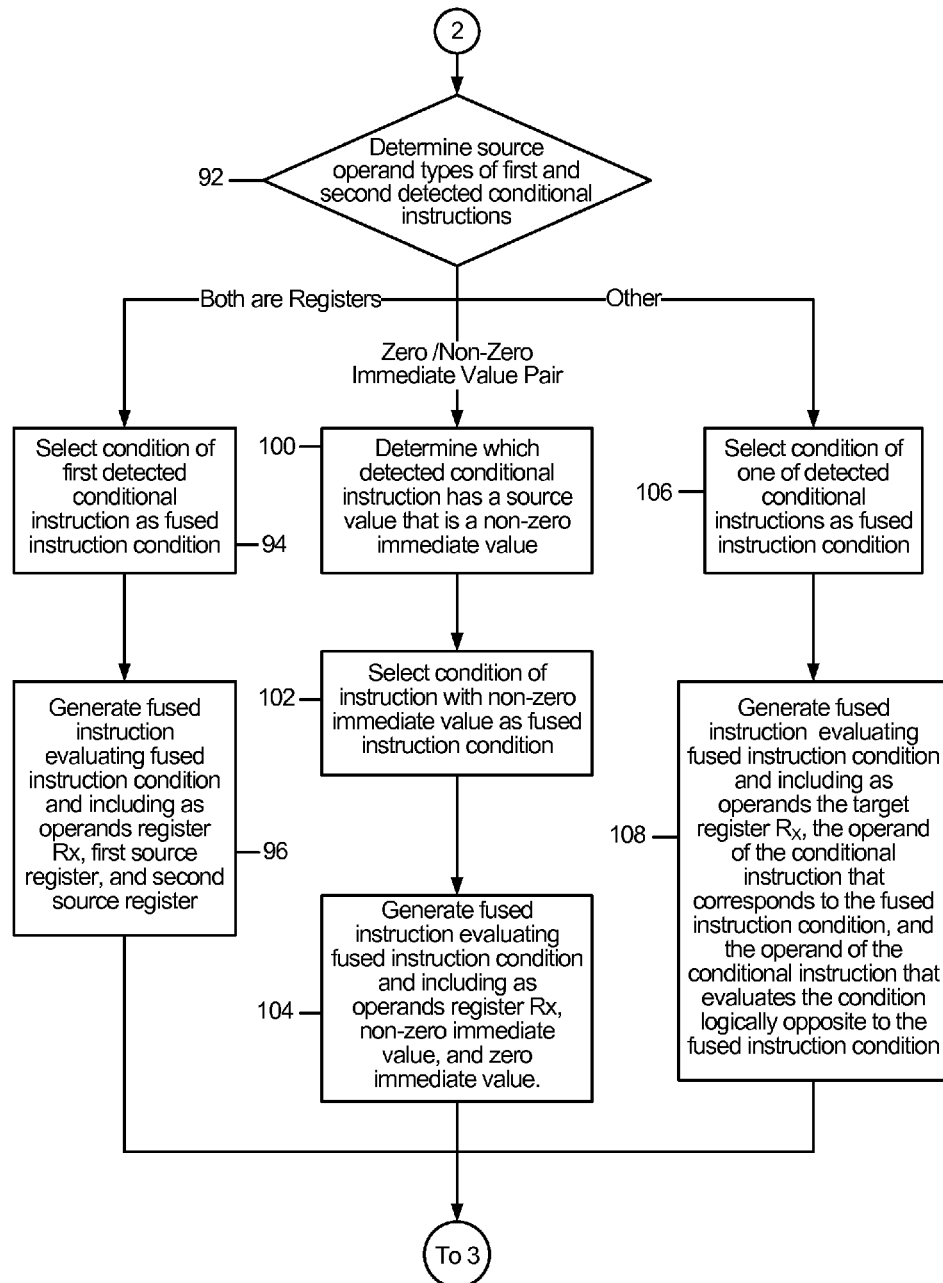 2
Determine source
operand types of first and
second detected conditional
instructions
92
Both are Registers
Zero /Non-Zero
Immediate Value Pair
Other
Select condition of
first detected
conditional
instruction as fused
instruction condition
94
100
Determine which
detected conditional
instruction has a source
value that is a non-zero
immediate value
106
Select condition of
one of detected
conditional
instructions as fused
instruction condition
Generate fused
instruction
evaluating fused
instruction condition
and including as
operands register
Rx, first source
register, and second
source register
96
102
Select condition of
instruction with non-zero
immediate value as fused
instruction condition
104
Generate fused
instruction evaluating
fused instruction condition
and including as
operands register Rx,
non-zero immediate
value, and zero
immediate value.
108
Generate fused
instruction evaluating
fused instruction condition
and including as
operands the target
register RX, the operand
of the conditional
instruction that
corresponds to the fused
instruction condition, and
the operand of the
conditional instruction that
evaluates the condition
logically opposite to the
fused instruction condition
To 3